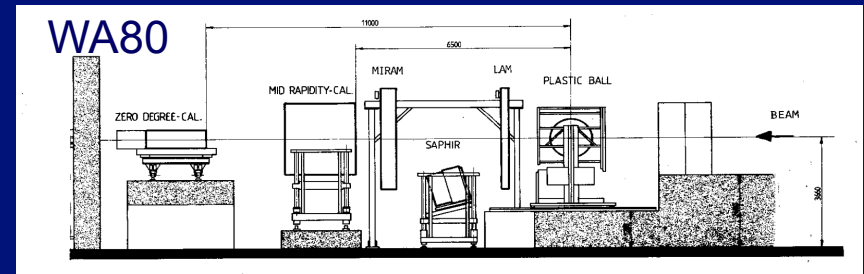 WA80
11000
6500
MIRAM
LAM
PLASTIC BALL
MID RAPIDITY-CAL.
ZERO DEGREE-CAL.
BEAM
SAPHIR
3660